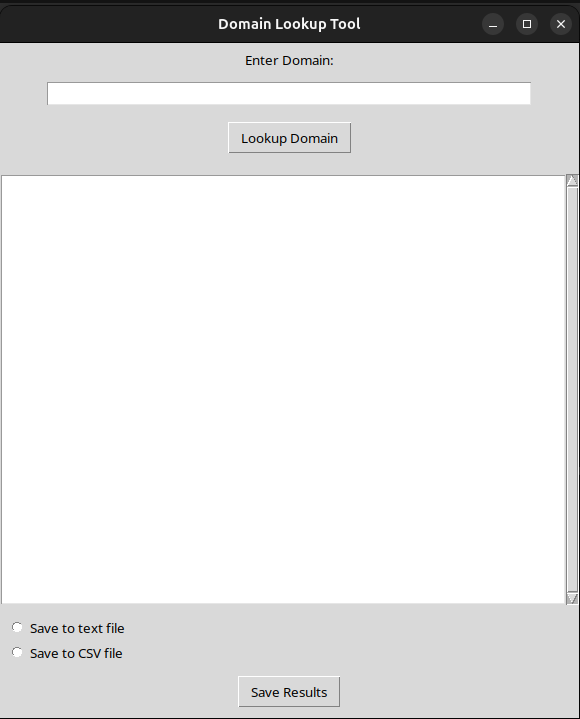 Domain Lookup Tool
Enter Domain:
Lookup Domain
Save to text file
Save to CSV file
Save Results